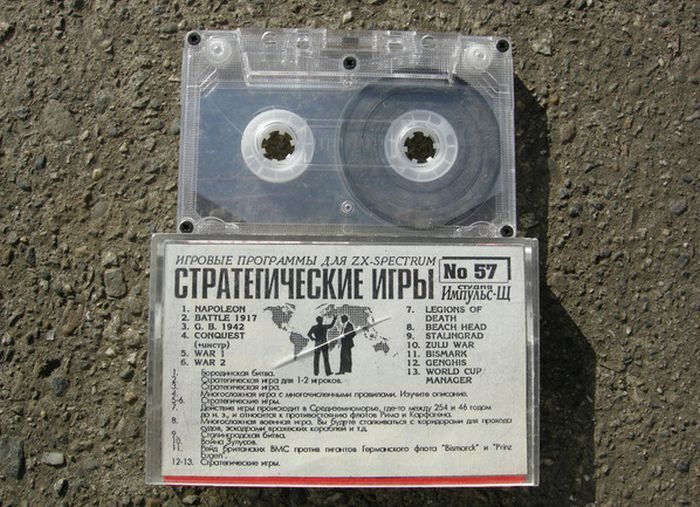 ИГРОВЫЕ ПРОГРАММЫ ДЛЯ ZX-SPECTRUM
СТРАТЕГИЧЕСКИЕ ИГРЫ
No 57
студия
Импульс-Щ
1. NAPOLEON
2. BATTLE 1917
3. G. B. 1942
4. CONQUEST
(+инстр)
5. WAR 1
6. WAR 2
7. LEGIONS OF
DEATH
8. BEACH HEAD
9. STALINGRAD
10. ZULU WAR
11. BISMARK
12. GENGHIS
13. WORLD CUP
MANAGER
1. Бородинская битва.
2. Стратегическая игра для 1-2 игроков.
3. Стратегическая игра.
4. Многосложная игра с многочисленными правилами. Изучите описание.
5-6. Стратегические игры.
7. Действие игры происходит в Средиземноморье, где-то между 254 и 46 годом
до н. э., и относится к противостоянию флотов Рима и Карфагена.
8. Многосложная военная игра. Вы будете сталкиваться с коридорами для прохода
судов, эскадрами вражеских кораблей и т.д.
9. Сталинградская битва.
10. Война Зулусов.
11. Рейд британских ВМС против гигантов Германского флота "Bismarck" и "Prinz
Eugen".
12-13. Стратегические игры.